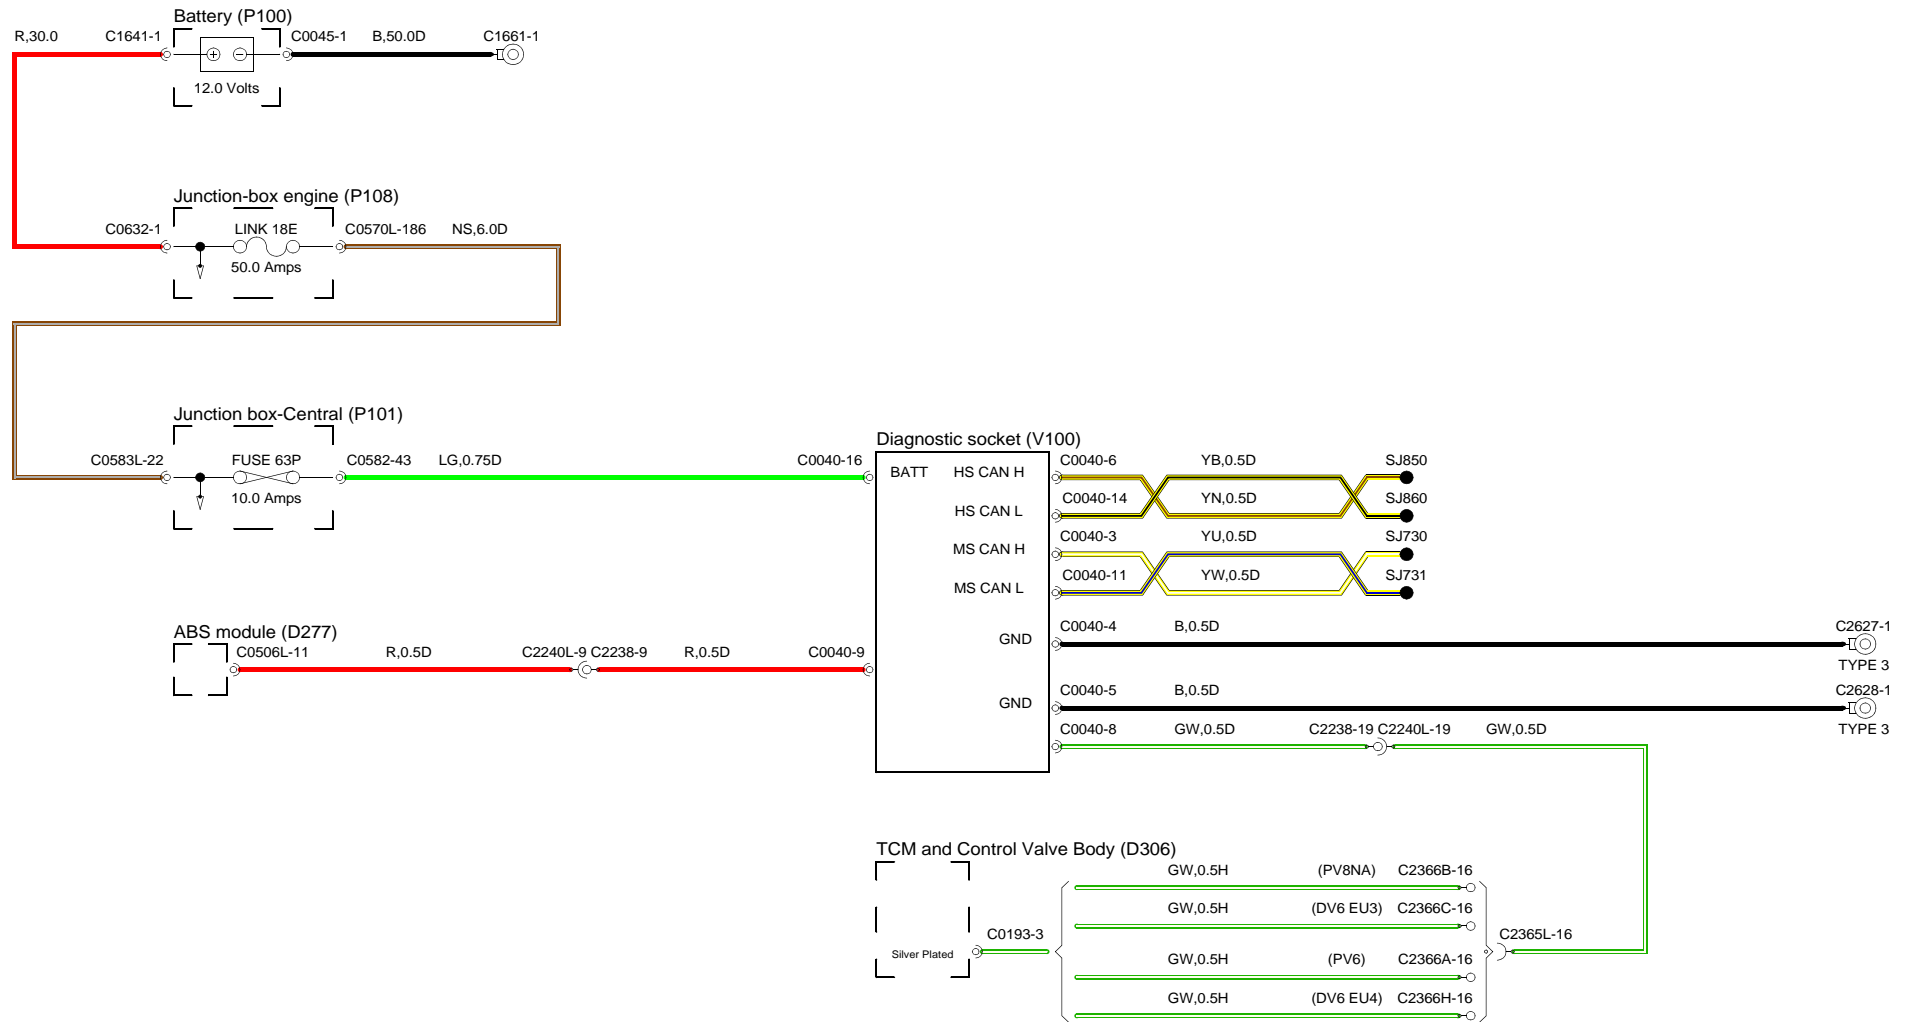 Battery (P100)
R,30.0 C1641-1 C0045-1 B,50.0D C1661-1
12.0 Volts
Junction-box engine (P108)
C0632-1 LINK 18E C0570L-186 NS,6.0D
50.0 Amps
Junction box-Central (P101)
C0583L-22 FUSE 63P C0582-43 LG,0.75D C0040-16
10.0 Amps
Diagnostic socket (V100)
BATT HS CAN H C0040-6 YB,0.5D SJ850
HS CAN L C0040-14 YN,0.5D SJ860
MS CAN H C0040-3 YU,0.5D SJ730
MS CAN L C0040-11 YW,0.5D SJ731
GND C0040-4 B,0.5D C2627-1
TYPE 3
ABS module (D277)
C0506L-11 R,0.5D C2240L-9 C2238-9 R,0.5D C0040-9
GND C0040-5 B,0.5D C2628-1
TYPE 3
C0040-8 GW,0.5D C2238-19 C2240L-19 GW,0.5D
TCM and Control Valve Body (D306)
GW,0.5H (PV8NA) C2366B-16
GW,0.5H (DV6 EU3) C2366C-16
Silver Plated C0193-3 C2365L-16
GW,0.5H (PV6) C2366A-16
GW,0.5H (DV6 EU4) C2366H-16